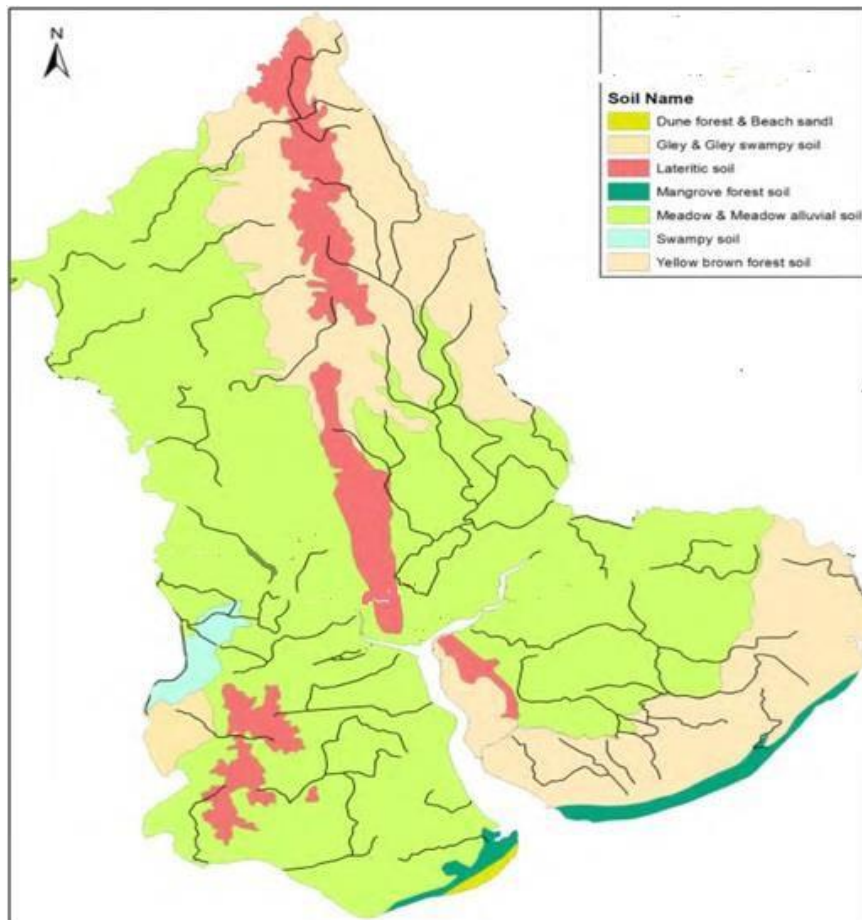 N
Soil Name
Dune forest & Beach sandl
Gley & Gley swampy soil
Lateritic soil
Mangrove forest soil
Meadow & Meadow alluvial soil
Swampy soil
Yellow brown forest soil